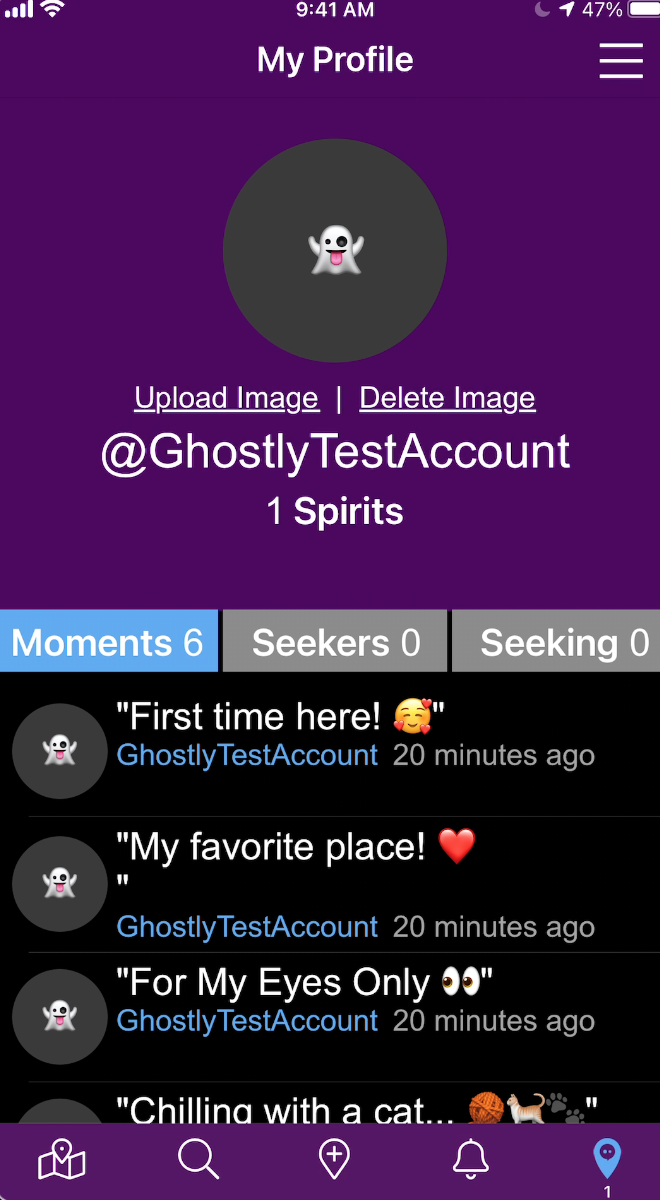 9:41 AM
47%
My Profile
Upload Image | Delete Image
@GhostlyTestAccount
1 Spirits
Moments 6
Seekers 0
Seeking 0
"First time here! 🥰"
GhostlyTestAccount 20 minutes ago
"My favorite place! ❤️
"
GhostlyTestAccount 20 minutes ago
"For My Eyes Only 👀"
GhostlyTestAccount 20 minutes ago
"Chilling with a cat... 🧶🐈🐾"
1